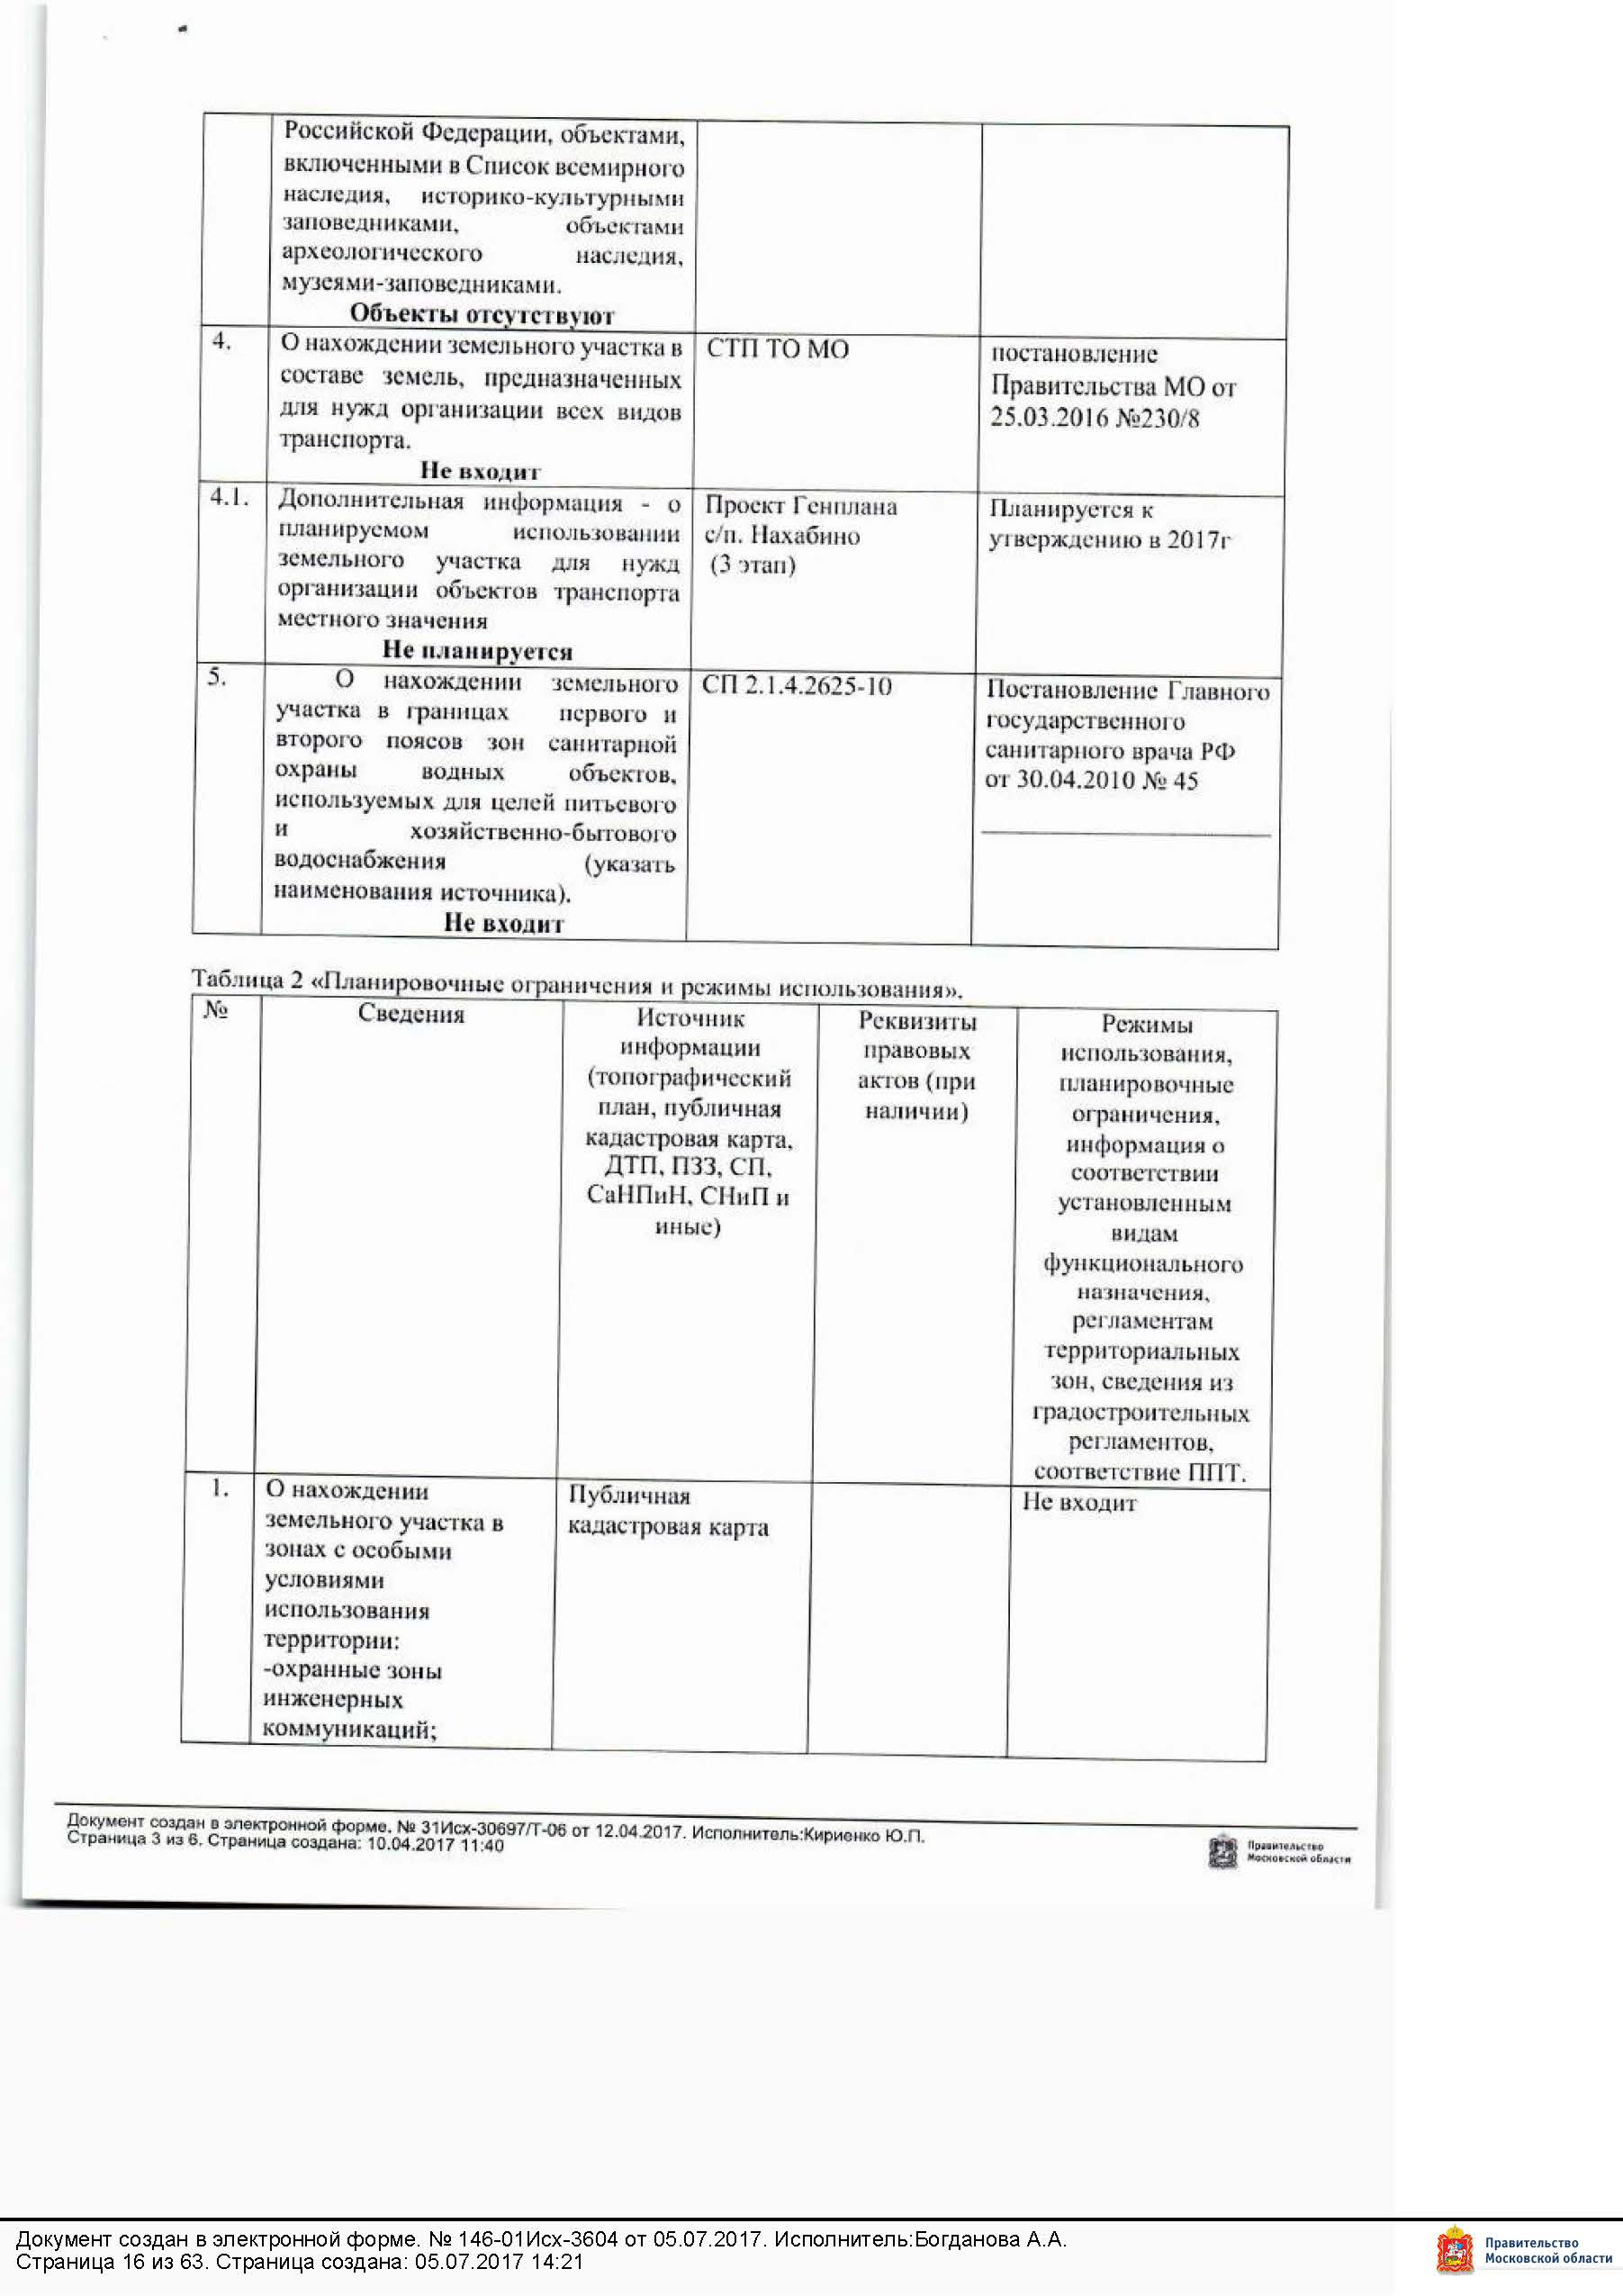 Российской Федерации, объектами,
включенными в Список всемирного
наследия, историко-культурными
заповедниками, объектами
археологического наследия,
музеями-заповедниками.
Объекты отсутствуют
4.
О нахождении земельного участка в
составе земель, предназначенных
для нужд организации всех видов
транспорта.
Не входит
СТП ТО МО
постановление
Правительства МО от
25.03.2016 №230/8
4.1.
Дополнительная информация - о
планируемом использовании
земельного участка для нужд
организации объектов транспорта
местного значения
Не планируется
Проект Генплана
с/п. Нахабино
(3 этап)
Планируется к
утверждению в 2017г
5.
О нахождении земельного
участка в границах первого и
второго поясов зон санитарной
охраны водных объектов,
используемых для целей питьевого
и хозяйственно-бытового
водоснабжения (указать
наименования источника).
Не входит
СП 2.1.4.2625-10
Постановление Главного
государственного
санитарного врача РФ
от 30.04.2010 № 45
Таблица 2 «Планировочные ограничения и режимы использования».
№
Сведения
Источник
информации
(топографический
план, публичная
кадастровая карта,
ДТП, ПЗЗ, СП,
СаНПиН, СНиП и
иные)
Реквизиты
правовых
актов (при
наличии)
Режимы
использования,
планировочные
ограничения,
информация о
соответствии
установленным
видам
функционального
назначения,
регламентам
территориальных
зон, сведения из
градостроительных
регламентов,
соответствие ППТ.
1.
О нахождении
земельного участка в
зонах с особыми
условиями
использования
территории:
-охранные зоны
инженерных
коммуникаций;
Публичная
кадастровая карта
Не входит
Документ создан в электронной форме. № 31Исх-30697/Т-06 от 12.04.2017. Исполнитель:Кириенко Ю.П.
Страница 3 из 6. Страница создана: 10.04.2017 11:40
Правительство
Московской области
Документ создан в электронной форме. № 146-01Исх-3604 от 05.07.2017. Исполнитель:Богданова А.А.
Страница 16 из 63. Страница создана: 05.07.2017 14:21
Правительство
Московской области